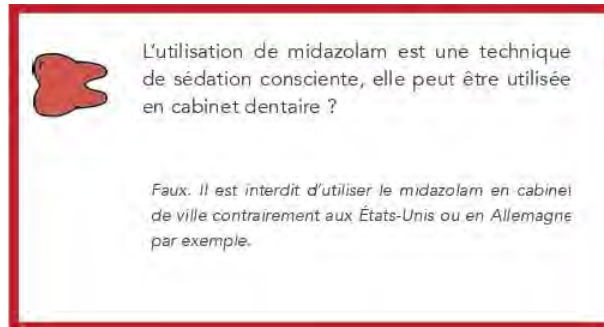 L'utilisation de midazolam est une technique
de sédation consciente, elle peut être utilisée
en cabinet dentaire ?
Faux. Il est interdit d'utiliser le midazolam en cabinet
de ville contrairement aux États-Unis ou en Allemagne
par exemple.